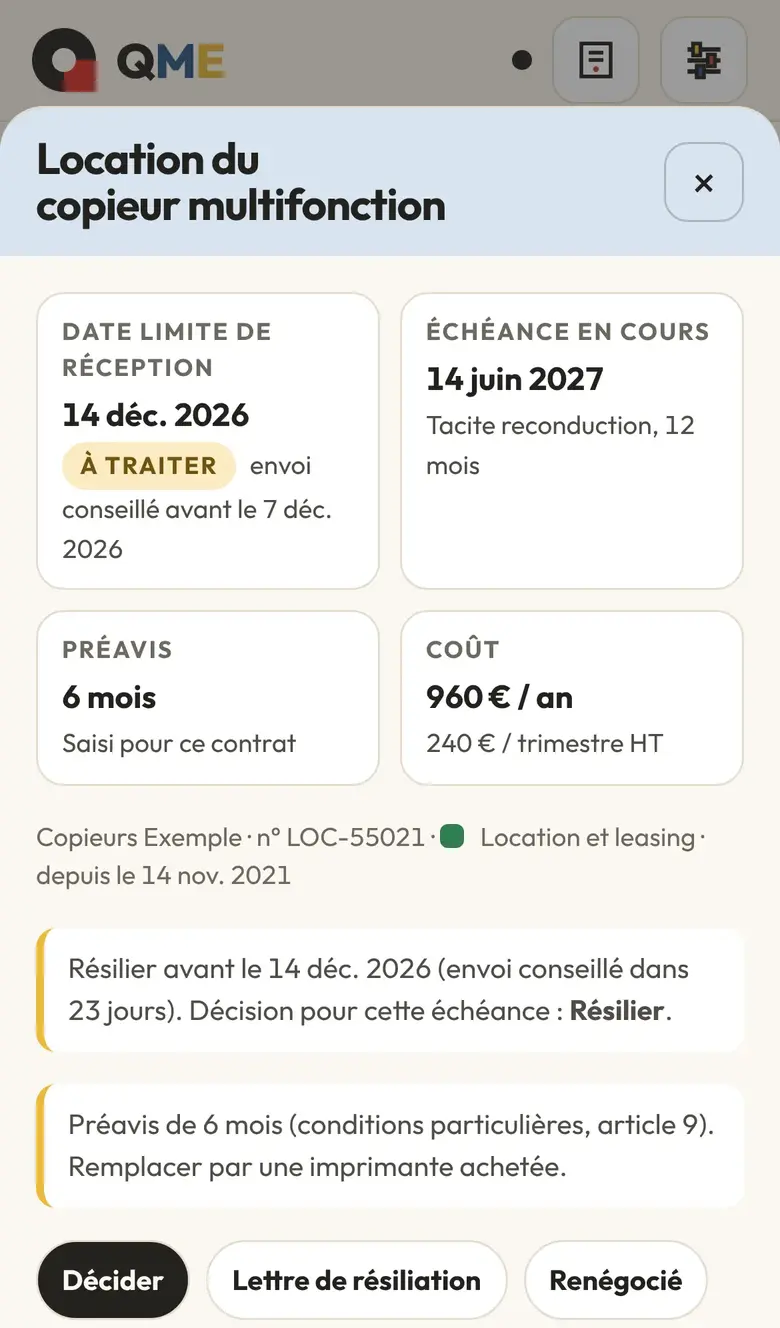 QME
Location du
copieur multifonction
×
DATE LIMITE DE
RÉCEPTION
14 déc. 2026
À TRAITER envoi
conseillé avant le 7 déc.
2026
ÉCHÉANCE EN COURS
14 juin 2027
Tacite reconduction, 12
mois
PRÉAVIS
6 mois
Saisi pour ce contrat
COÛT
960 € / an
240 € / trimestre HT
Copieurs Exemple · n° LOC-55021 · Location et leasing ·
depuis le 14 nov. 2021
Résilier avant le 14 déc. 2026 (envoi conseillé dans
23 jours). Décision pour cette échéance : Résilier.
Préavis de 6 mois (conditions particulières, article 9).
Remplacer par une imprimante achetée.
Décider
Lettre de résiliation
Renégocié